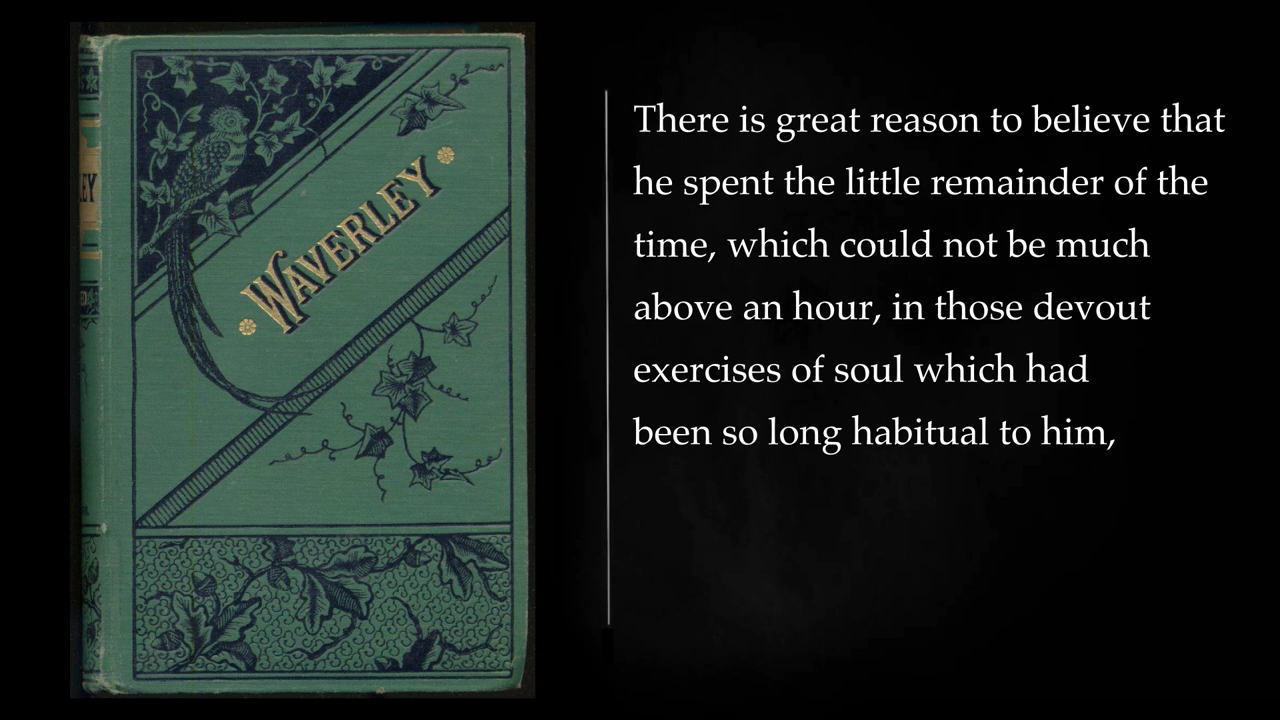 WAVERLEY
EY
There is great reason to believe that
he spent the little remainder of the
time, which could not be much
above an hour, in those devout
exercises of soul which had
been so long habitual to him,